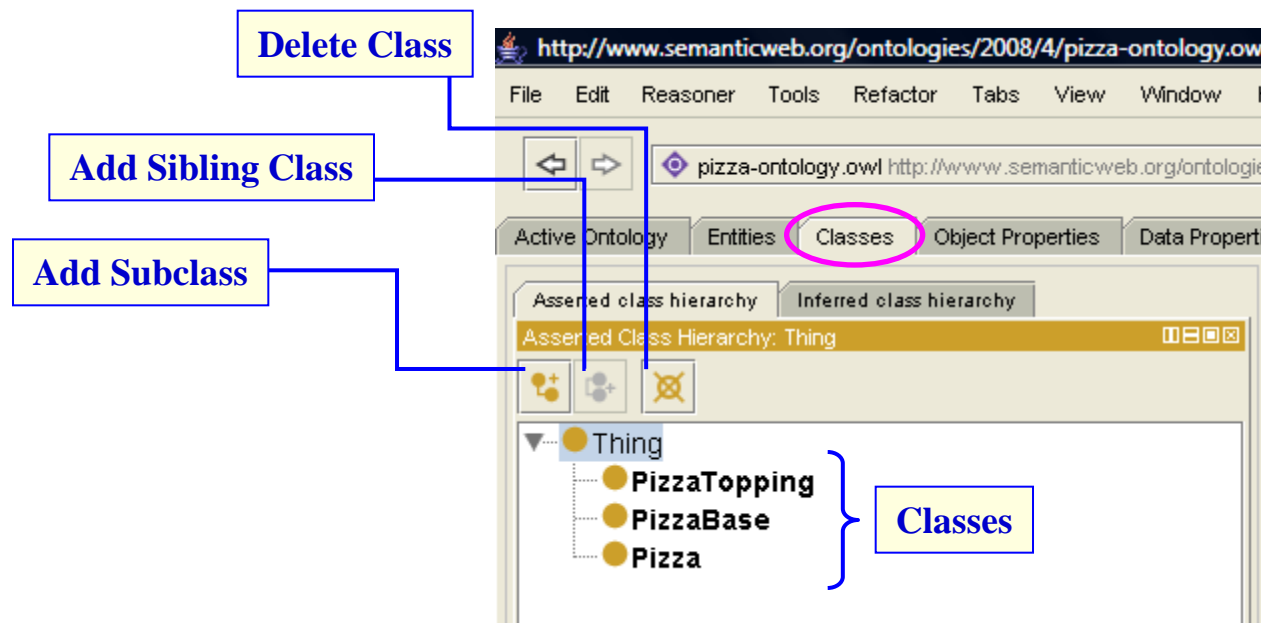 Delete Class
http://www.semanticweb.org/ontologies/2008/4/pizza-ontology.ow
File Edit Reasoner Tools Refactor Tabs View Window
Add Sibling Class
pizza-ontology.owl http://www.semanticweb.org/ontologie
Active Ontology Entities Classes Object Properties Data Properti
Add Subclass
Asserted class hierarchy Inferred class hierarchy
Asserted Class Hierarchy: Thing
Thing
PizzaTopping
PizzaBase
Pizza
Classes